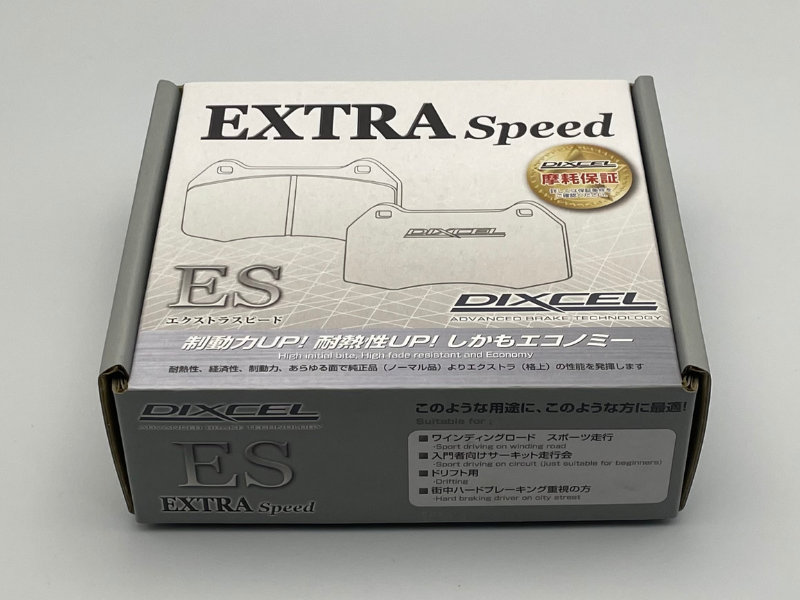 EXTRA Speed
DIXCEL
摩耗保証
DIXCEL
ES
エクストラスピード
DIXCEL
ADVANCED BRAKE TECHNOLOGY
制動力UP! 耐熱性UP! しかもエコノミー
High initial bite, High fade resistant and Economy
耐熱性、経済性、制動力、あらゆる面で純正品(ノーマル品)よりエクストラ(格上)の性能を発揮します
DIXCEL
ADVANCED BRAKE TECHNOLOGY
ES
EXTRA Speed
このような用途に、このような方に最適!
Suitable for :
■ワインディングロード スポーツ走行
・Sport driving on winding road
■入門者向けサーキット走行会
・Sport driving on circuit (just suitable for beginners)
■ドリフト用
・Drifting
■街中ハードブレーキング重視の方
・Hard braking driver on city street